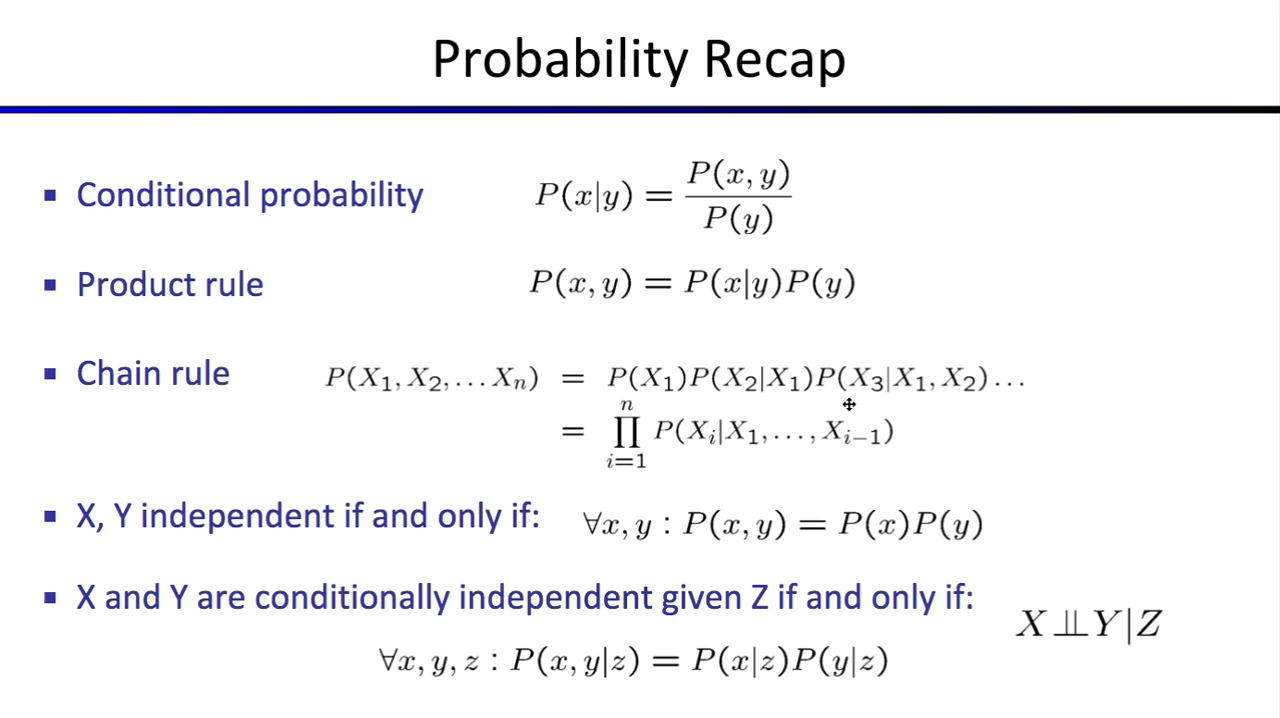 Probability Recap
▪ Conditional probability P(x|y) = P(x, y) / P(y)
▪ Product rule P(x, y) = P(x|y)P(y)
▪ Chain rule P(X₁, X₂, … Xₙ) = P(X₁)P(X₂|X₁)P(X₃|X₁, X₂) …
= ∏ⁿᵢ₌₁ P(Xᵢ|X₁, …, Xᵢ₋₁)
▪ X, Y independent if and only if: ∀x, y : P(x, y) = P(x)P(y)
▪ X and Y are conditionally independent given Z if and only if:
X ⫫ Y|Z
∀x, y, z : P(x, y|z) = P(x|z)P(y|z)